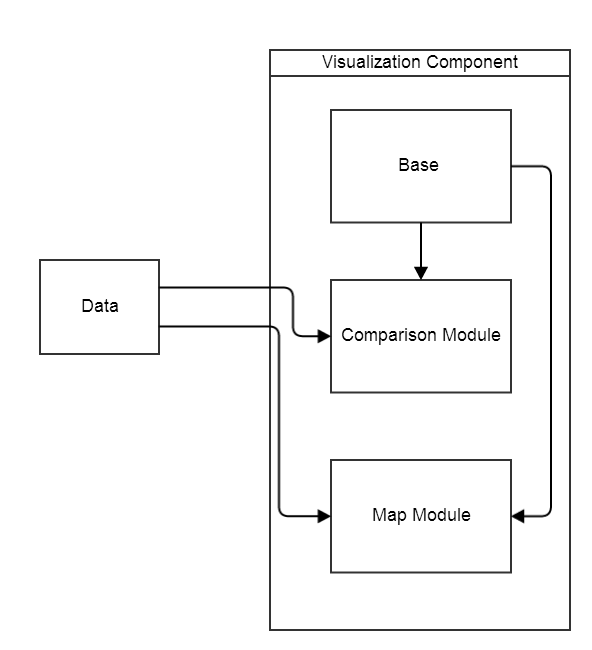 Visualization Component
Base
Data
Comparison Module
Map Module